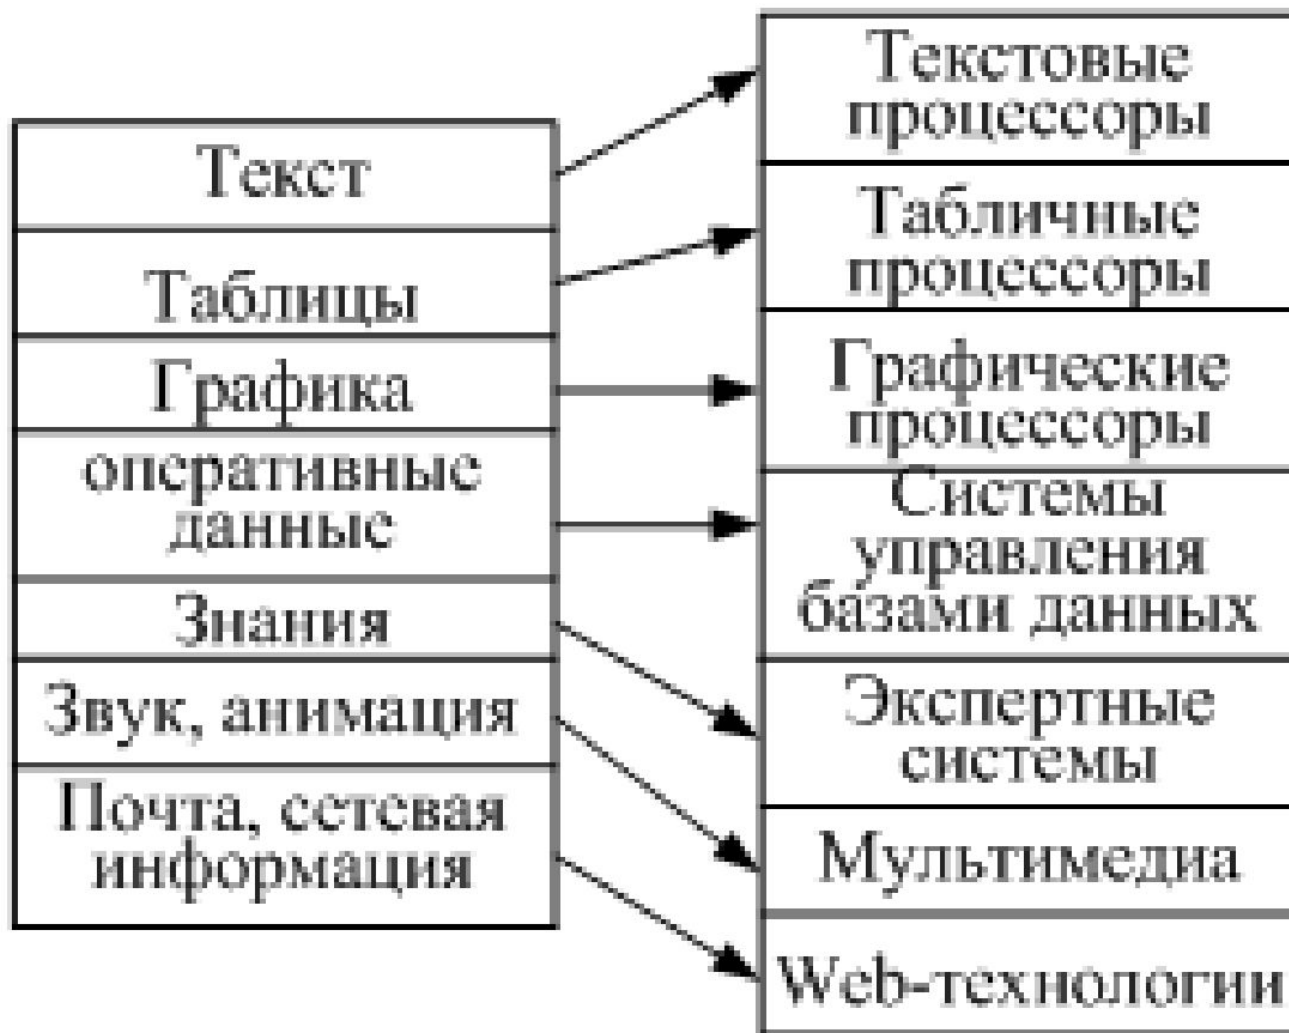 Текст
Таблицы
Графика
оперативные
данные
Знания
Звук, анимация
Почта, сетевая
информация
Текстовые
процессоры
Табличные
процессоры
Графические
процессоры
Системы
управления
базами данных
Экспертные
системы
Мультимедиа
Web-технологии